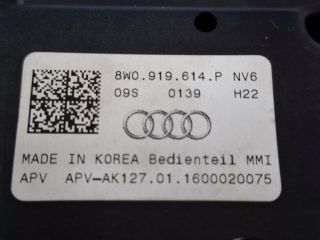 8W0.919.614.P NV6
09S 0139 H22
MADE IN KOREA Bedienteil MMI
APV APV-AK127.01.1600020075